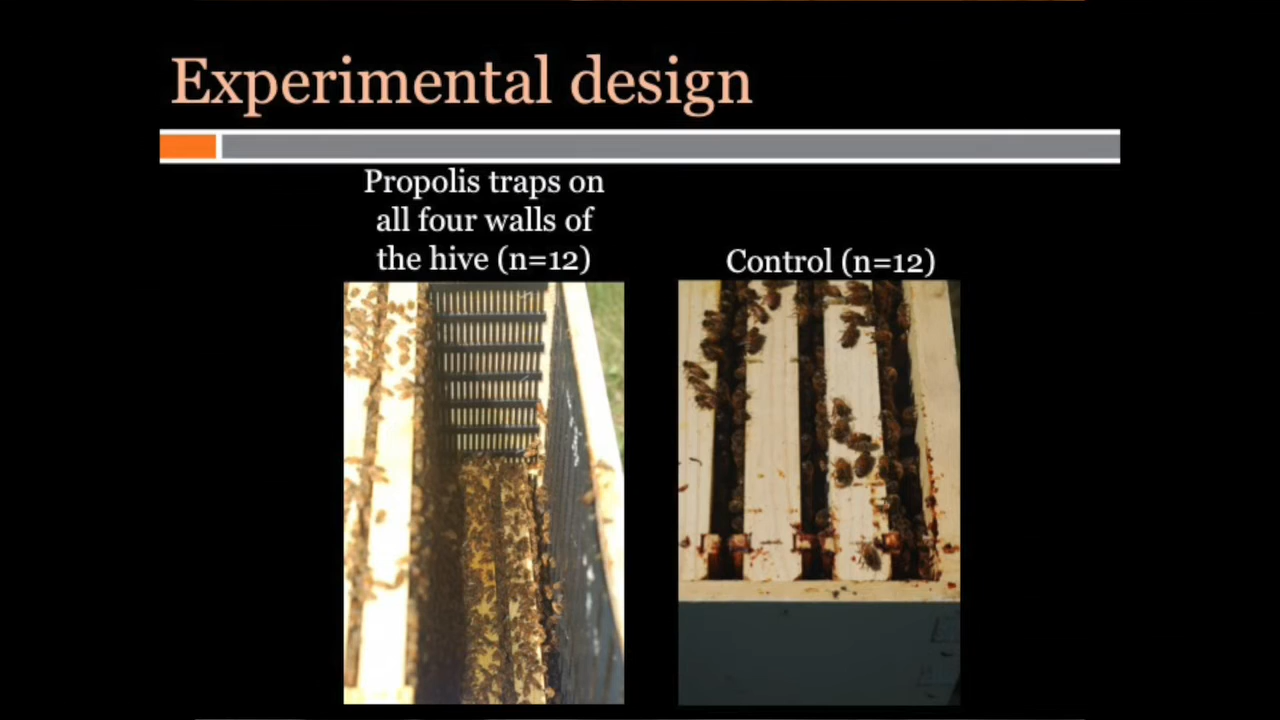 Experimental design
Propolis traps on
all four walls of
the hive (n=12)
Control (n=12)